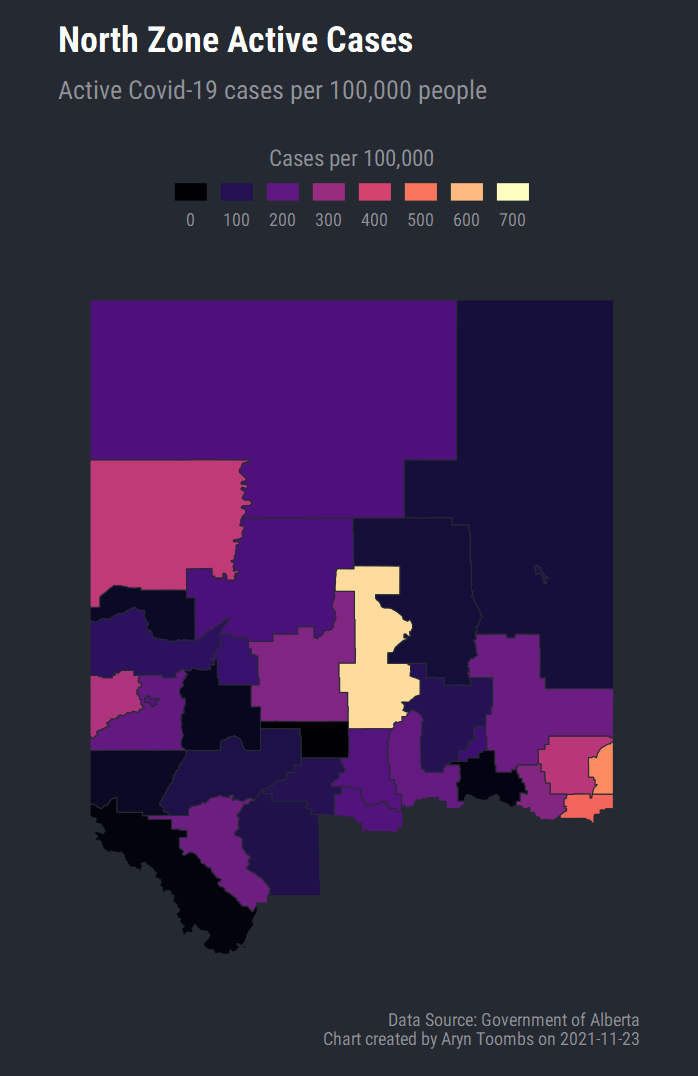 North Zone Active Cases
Active Covid-19 cases per 100,000 people
Cases per 100,000
0 100 200 300 400 500 600 700
Data Source: Government of Alberta
Chart created by Aryn Toombs on 2021-11-23